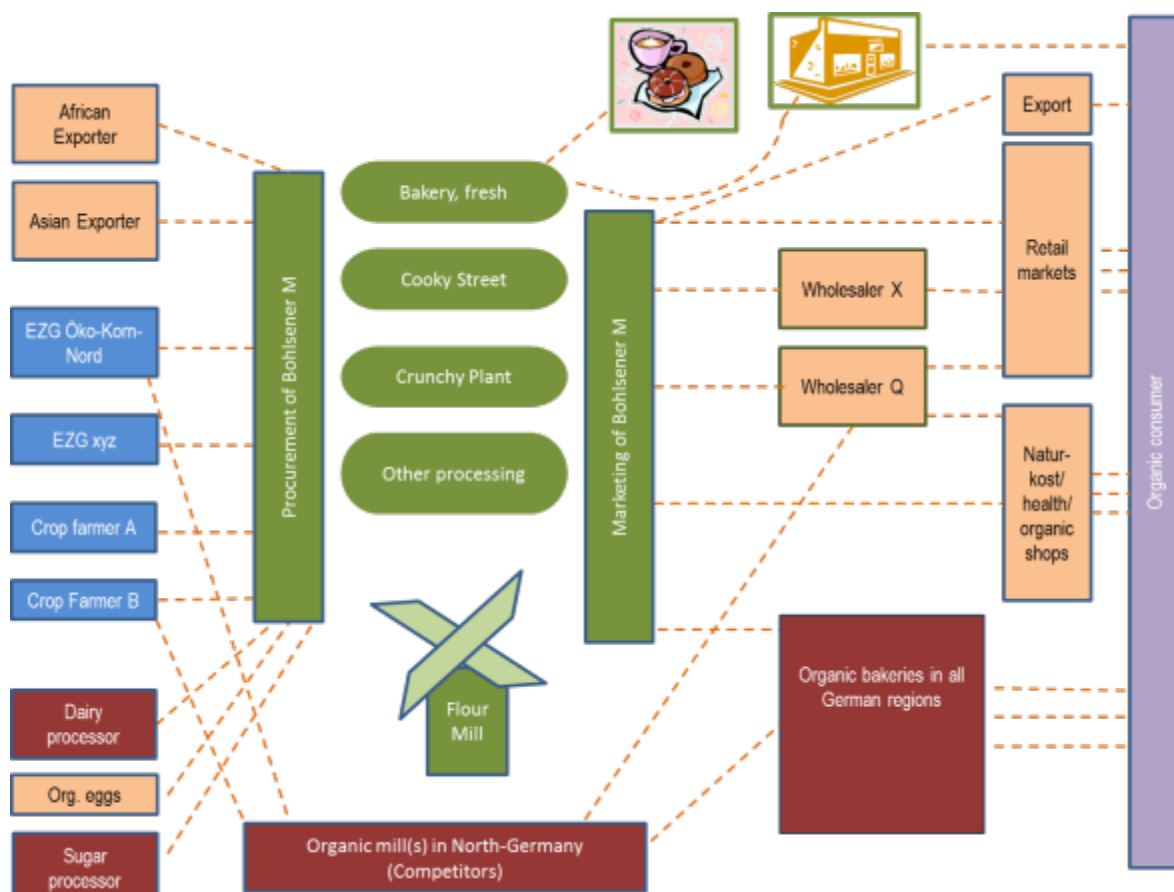 African
Exporter
Asian Exporter
EZG Öko-Korn-
Nord
EZG xyz
Crop farmer A
Crop Farmer B
Dairy
processor
Org. eggs
Sugar
processor
Procurement of Bohlsener M
Bakery, fresh
Cooky Street
Crunchy Plant
Other processing
Flour
Mill
Organic mill(s) in North-Germany
(Competitors)
Marketing of Bohlsener M
Wholesaler X
Wholesaler Q
Organic bakeries in all
German regions
Export
Retail
markets
Natur-
kost/
health/
organic
shops
Organic consumer